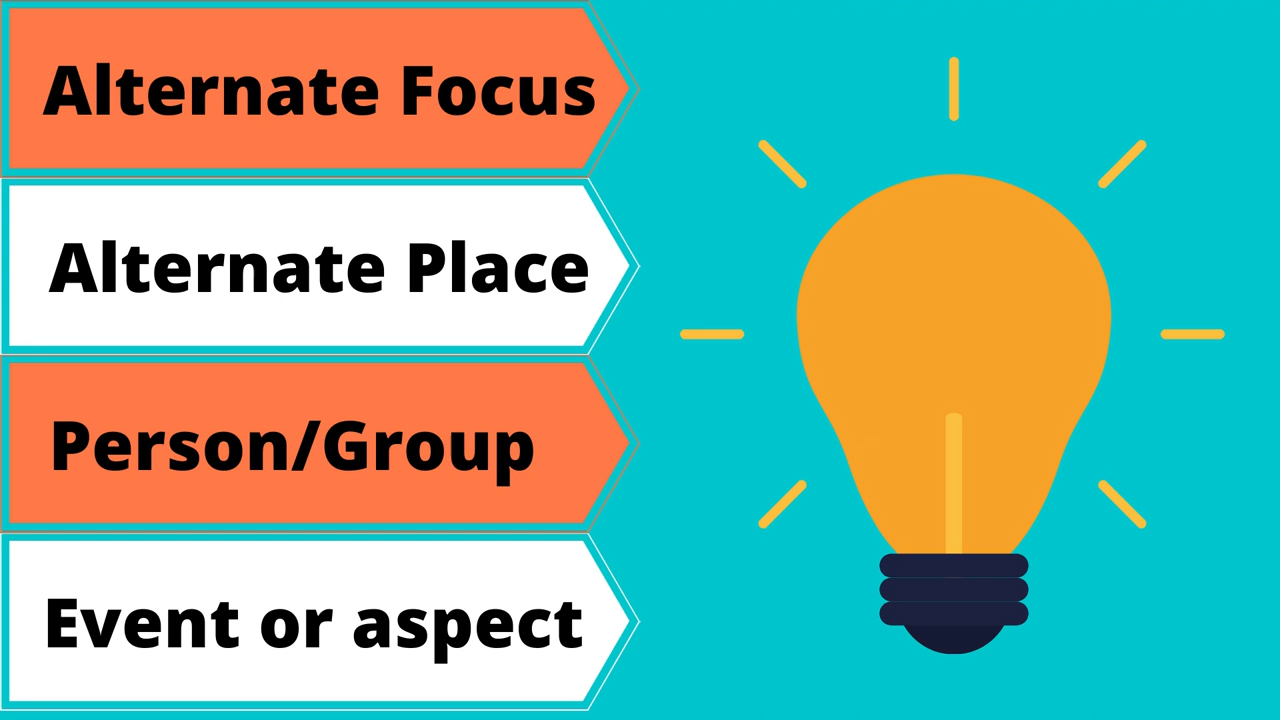 Alternate Focus
Alternate Place
Person/Group
Event or aspect